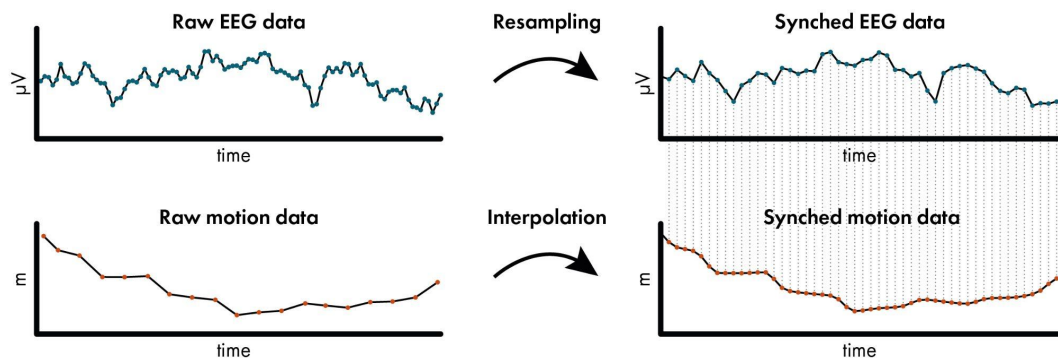 Raw EEG data
Resampling
Synched EEG data
µV
time
µV
time
Raw motion data
Interpolation
Synched motion data
m
time
m
time